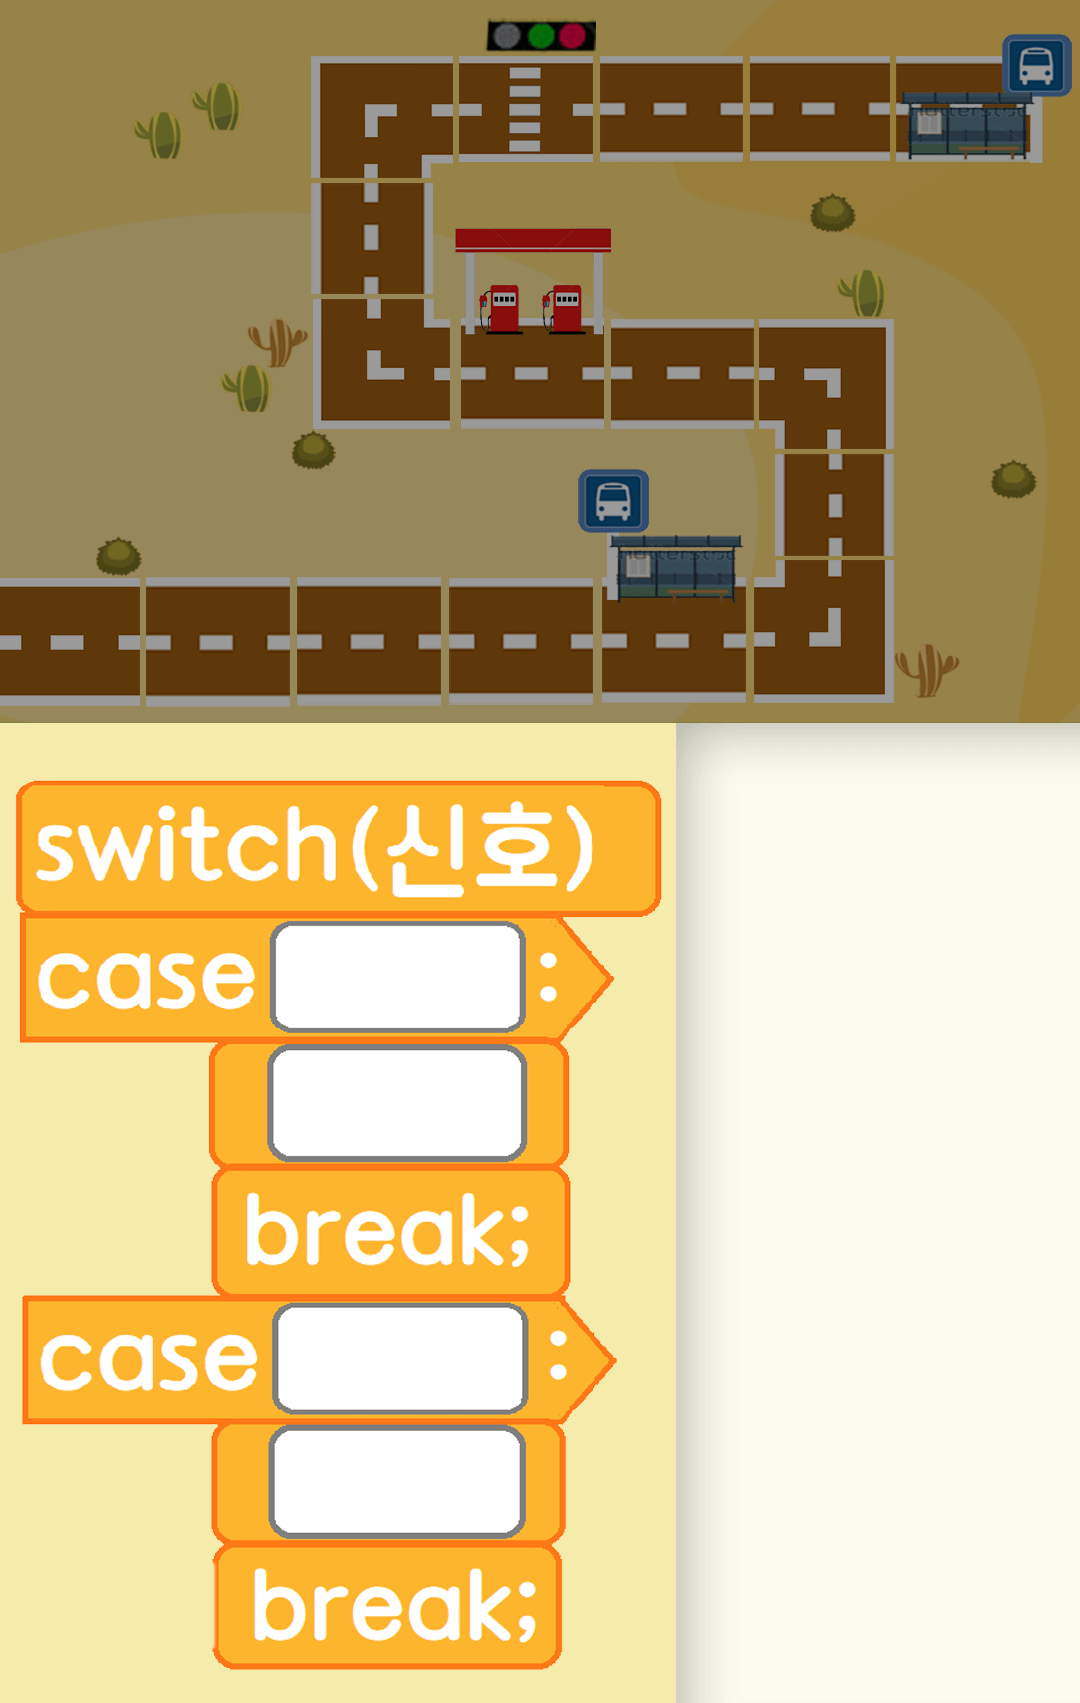 switch(신호)
case :
break;
case :
break;